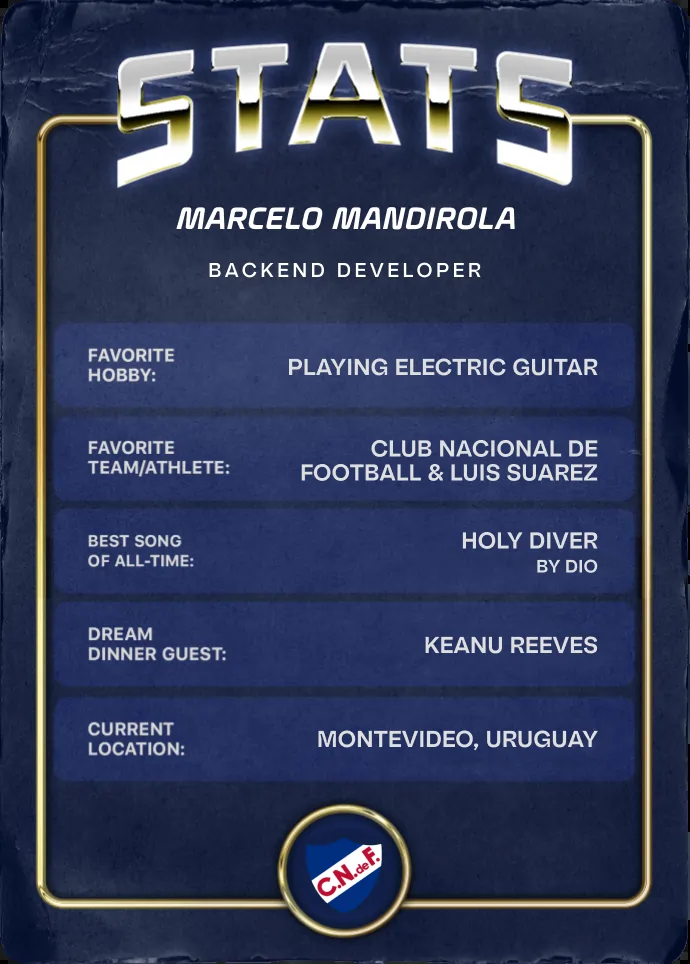 STATS
MARCELO MANDIROLA
BACKEND DEVELOPER
FAVORITE
HOBBY:
PLAYING ELECTRIC GUITAR
FAVORITE
TEAM/ATHLETE:
CLUB NACIONAL DE
FOOTBALL & LUIS SUAREZ
BEST SONG
OF ALL-TIME:
HOLY DIVER
BY DIO
DREAM
DINNER GUEST:
KEANU REEVES
CURRENT
LOCATION:
MONTEVIDEO, URUGUAY
C.N.deF.